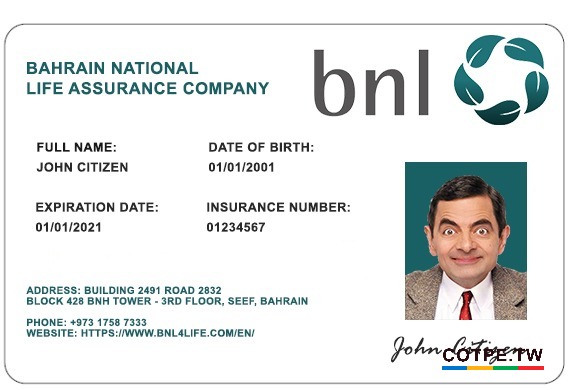 BAHRAIN NATIONAL
LIFE ASSURANCE COMPANY
bnl
FULL NAME:
JOHN CITIZEN
DATE OF BIRTH:
01/01/2001
EXPIRATION DATE:
01/01/2021
INSURANCE NUMBER:
01234567
ADDRESS: BUILDING 2491 ROAD 2832
BLOCK 428 BNH TOWER - 3RD FLOOR, SEEF, BAHRAIN
PHONE: +973 1758 7333
WEBSITE: HTTPS://WWW.BNL4LIFE.COM/EN/
John Citizen
COTPE.TW